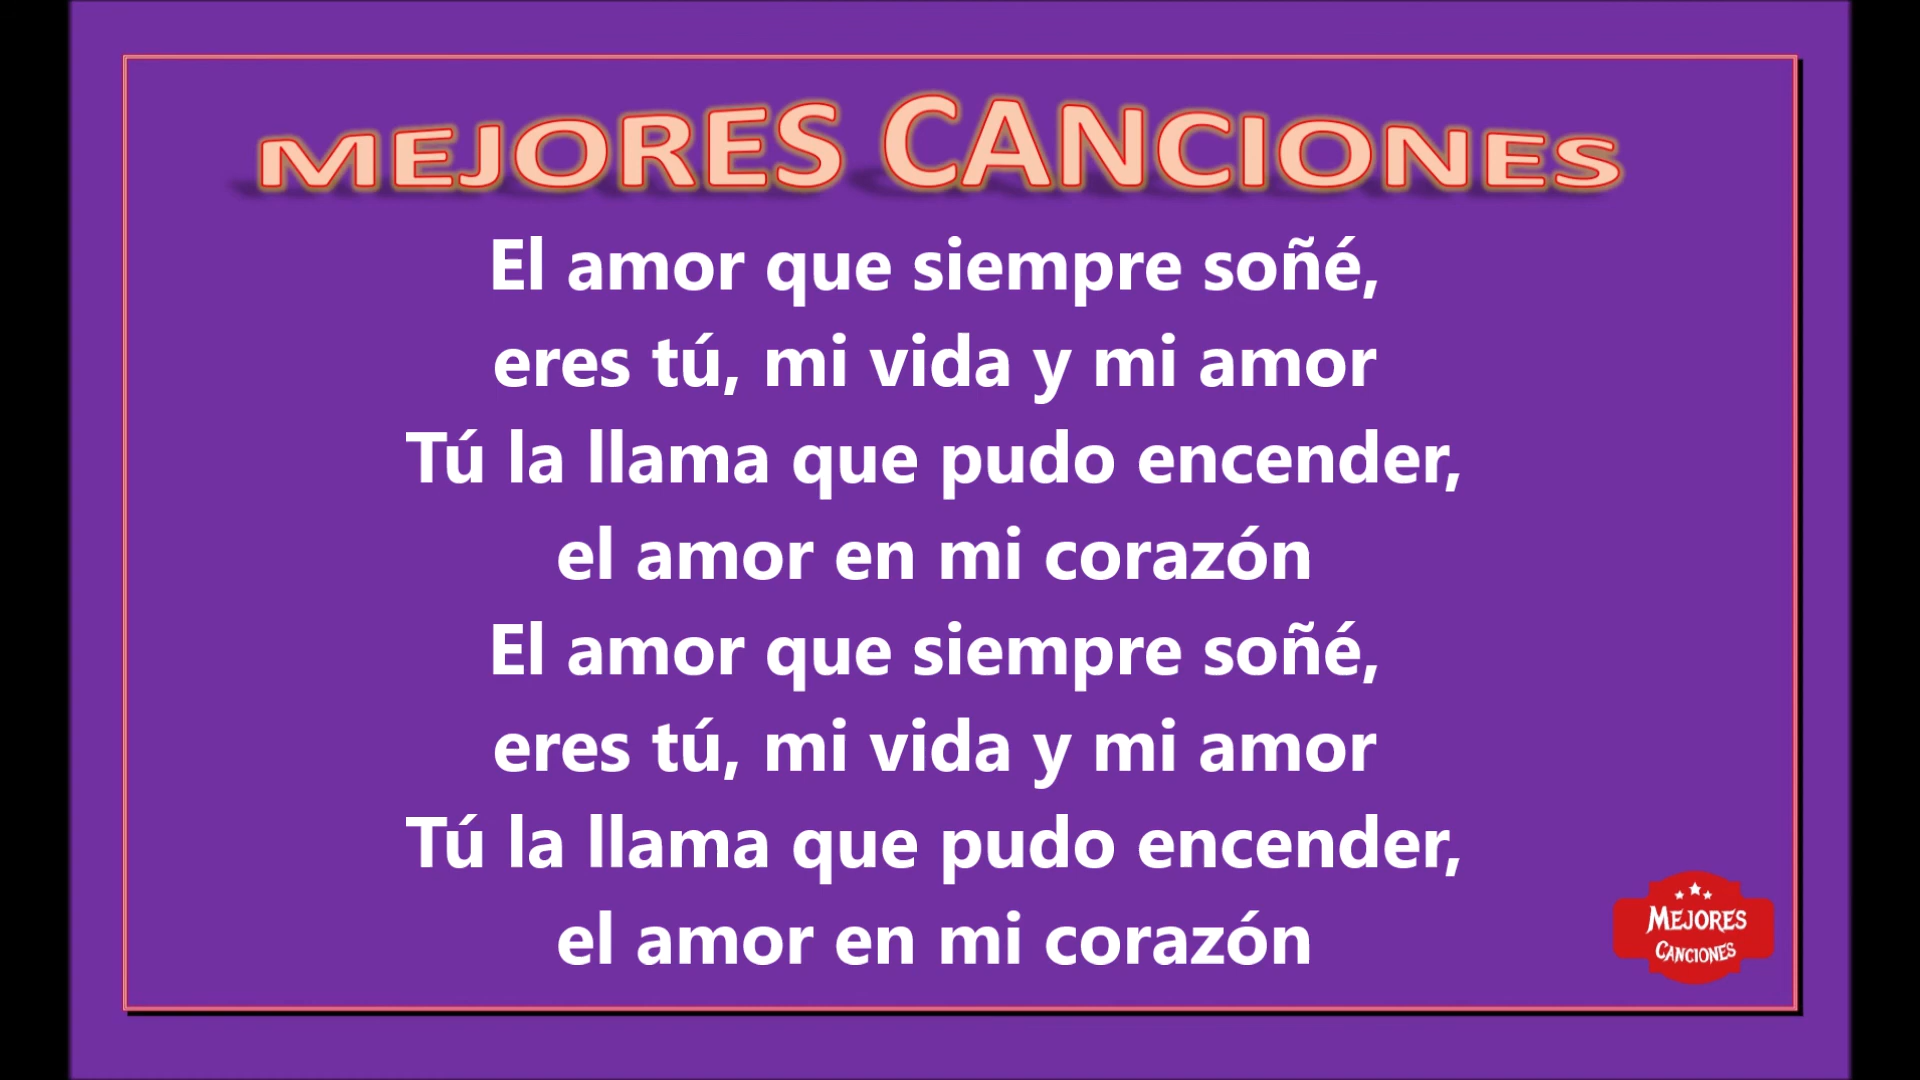 MEJORES CANCIONES
El amor que siempre soñé,
eres tú, mi vida y mi amor
Tú la llama que pudo encender,
el amor en mi corazón
El amor que siempre soñé,
eres tú, mi vida y mi amor
Tú la llama que pudo encender,
el amor en mi corazón
MEJORES
CANCIONES